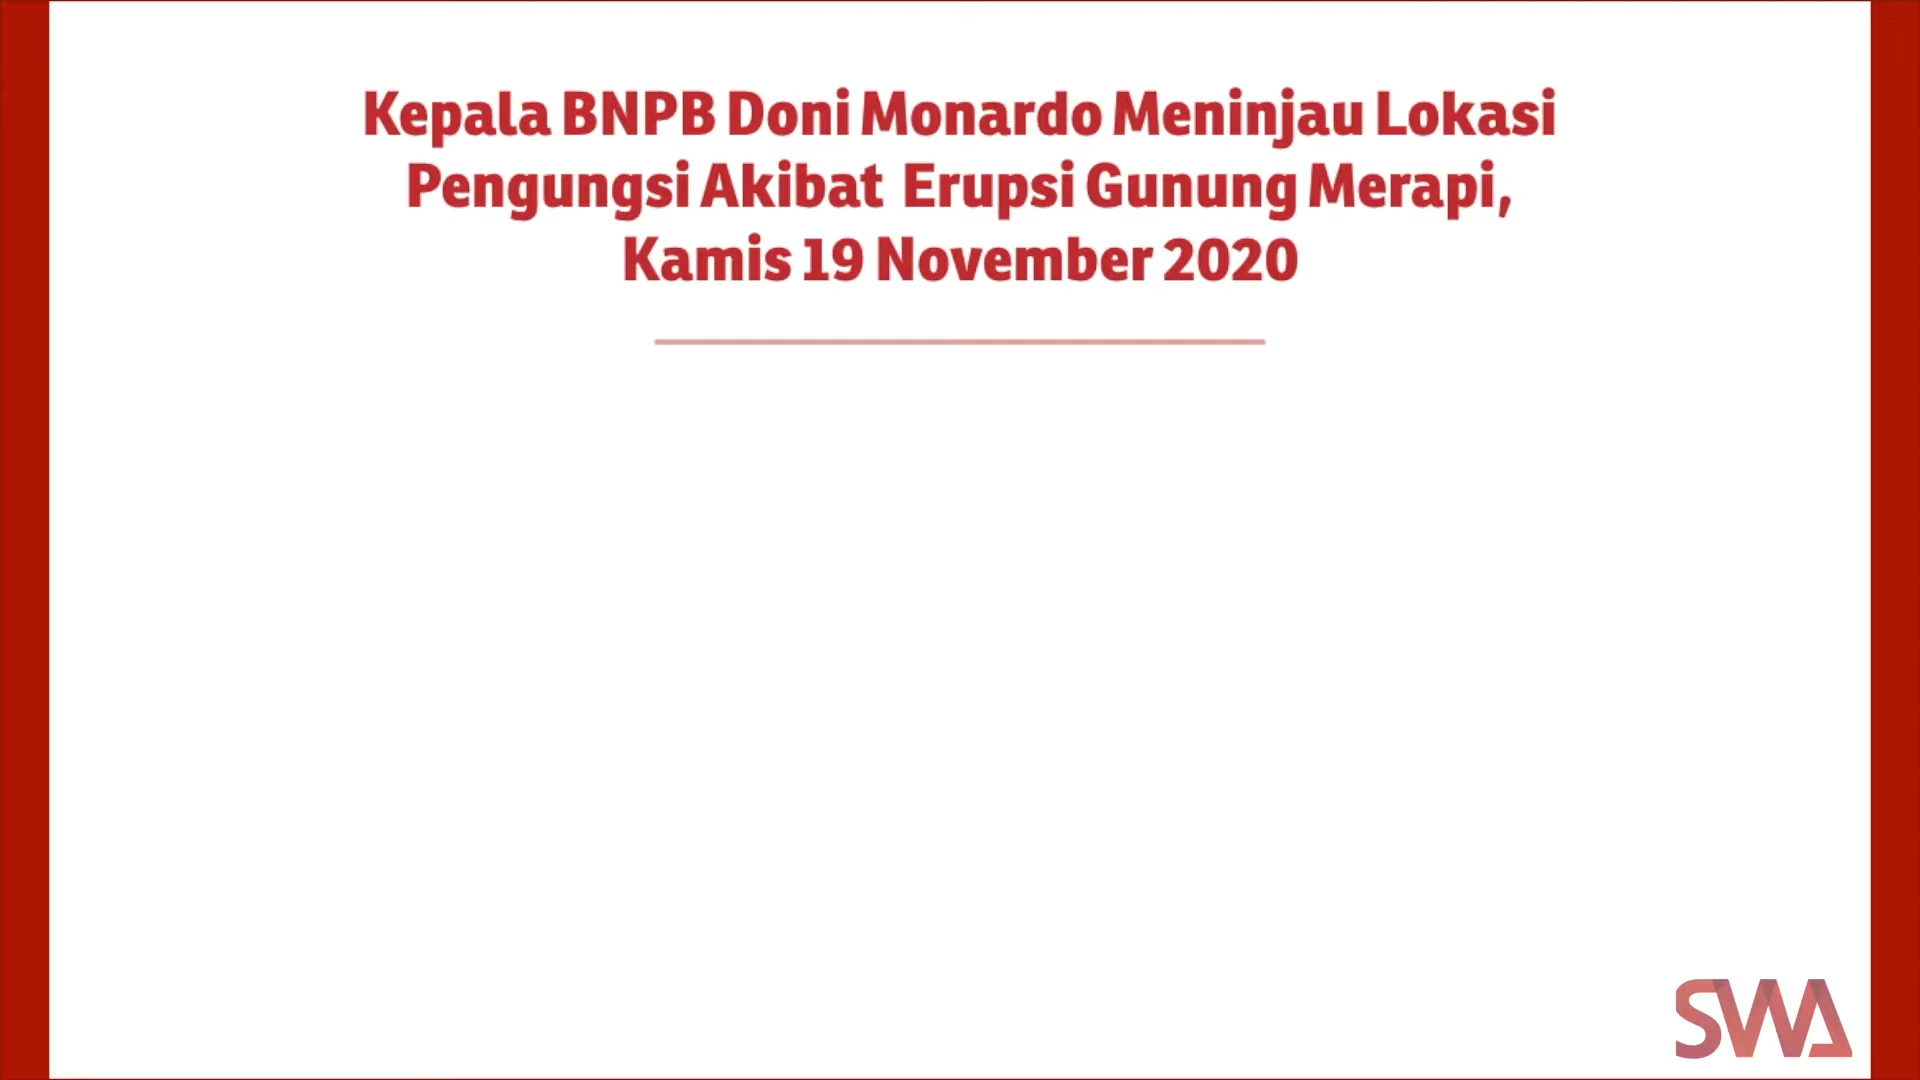 Kepala BNPB Doni Monardo Meninjau Lokasi
Pengungsi Akibat Erupsi Gunung Merapi,
Kamis 19 November 2020
SWA